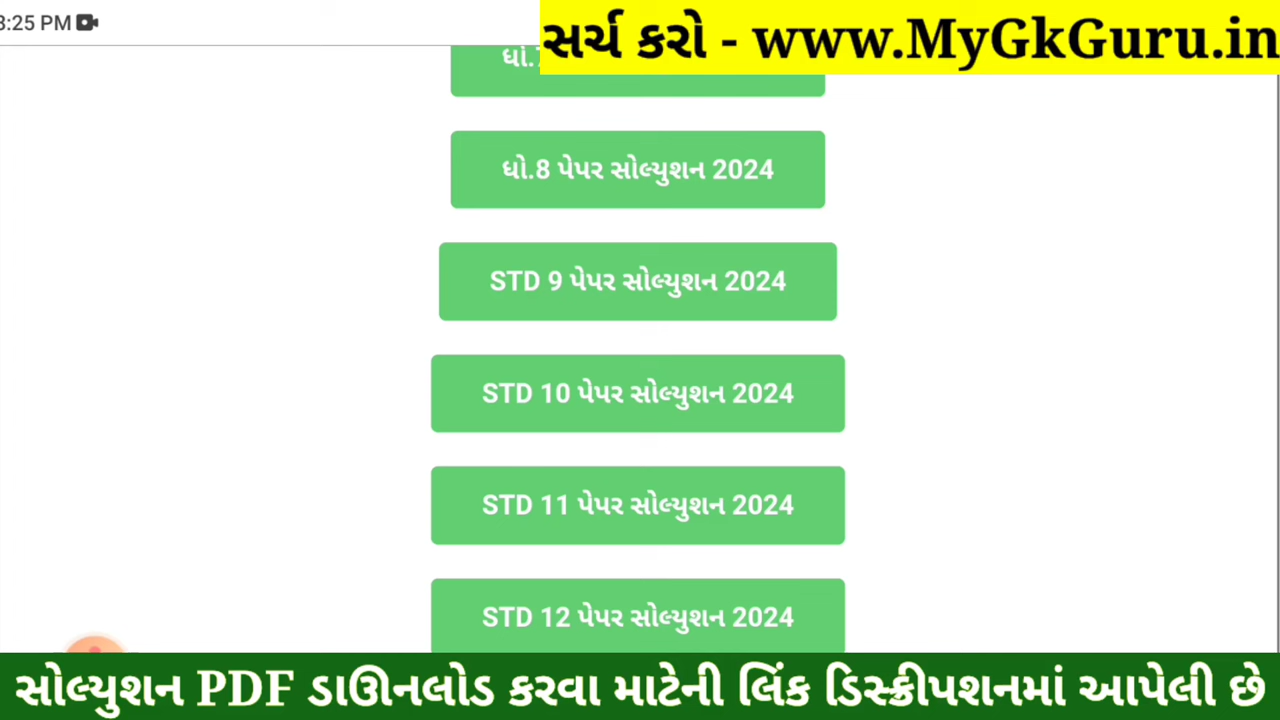 3:25 PM
સર્ચ કરો - www.MyGkGuru.in
ધો.8 પેપર સોલ્યુશન 2024
STD 9 પેપર સોલ્યુશન 2024
STD 10 પેપર સોલ્યુશન 2024
STD 11 પેપર સોલ્યુશન 2024
STD 12 પેપર સોલ્યુશન 2024
સોલ્યુશન PDF ડાઊનલોડ કરવા માટેની લિંક ડિસ્ક્રીપશનમાં આપેલી છે